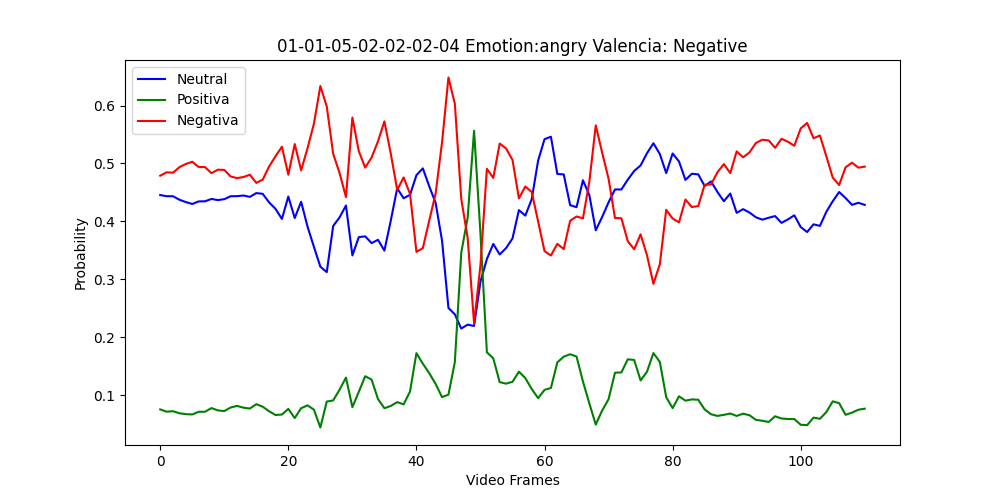 01-01-05-02-02-02-04 Emotion:angry Valencia: Negative
Neutral
Positiva
Negativa
Probability
0.6
0.5
0.4
0.3
0.2
0.1
0 20 40 60 80 100
Video Frames